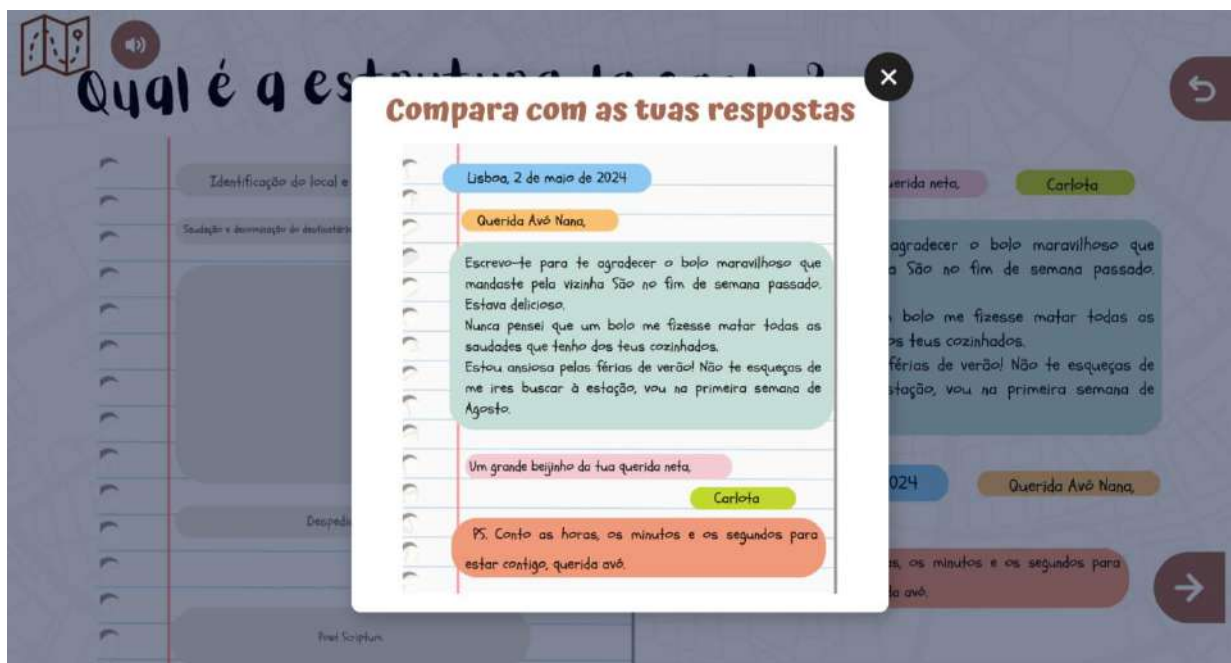 Qual é a estrutura da carta?
Compara com as tuas respostas
Identificação do local e
Saudação e denominação do destinatário
Lisboa, 2 de maio de 2024
Querida Avó Nana,
Escrevo-te para te agradecer o bolo maravilhoso que
mandaste pela vizinha São no fim de semana passado.
Estava delicioso.
Nunca pensei que um bolo me fizesse matar todas as
saudades que tenho dos teus cozinhados.
Estou ansiosa pelas férias de verão! Não te esqueças de
me ires buscar à estação, vou na primeira semana de
Agosto.
Um grande beijinho da tua querida neta,
Carlota
PS. Conto as horas, os minutos e os segundos para
estar contigo, querida avó.
Post Scriptum
neta,
Carlota
agradecer o bolo maravilhoso que
São no fim de semana passado.
bolo me fizesse matar todas as
teus cozinhados.
férias de verão! Não te esqueças de
vou na primeira semana de
Querida Avó Nana,
os minutos e os segundos para
avó.